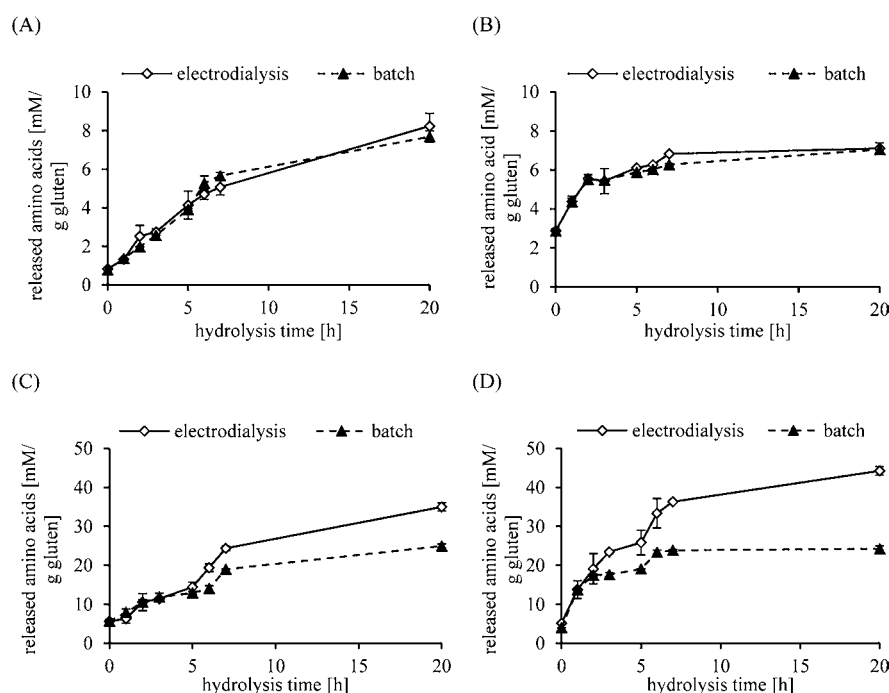 (A)
electrodialysis batch
released amino acids [mM/
g gluten]
10
8
6
4
2
0
0 5 10 15 20
hydrolysis time [h]
(B)
electrodialysis batch
released amino acid [mM/
g gluten]
10
8
6
4
2
0
0 5 10 15 20
hydrolysis time [h]
(C)
electrodialysis batch
released amino acids [mM/
g gluten]
50
40
30
20
10
0
0 5 10 15 20
hydrolysis time [h]
(D)
electrodialysis batch
released amino acids [mM/
g gluten]
50
40
30
20
10
0
0 5 10 15 20
hydrolysis time [h]